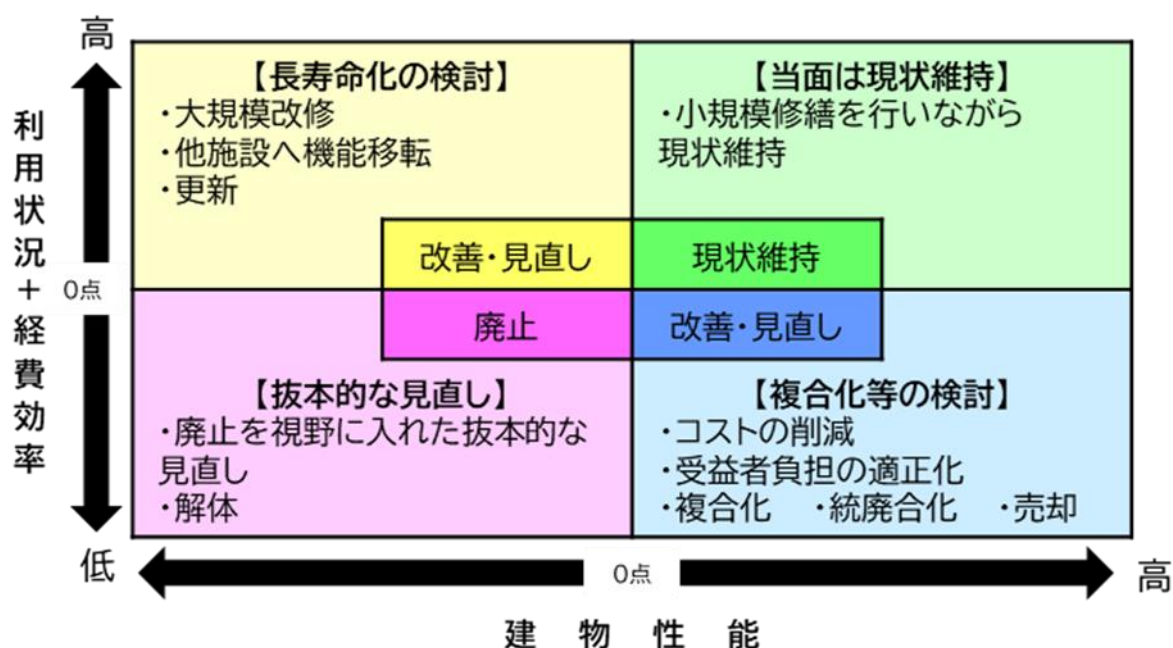 高
利用状況＋経費効率
0点
低
【長寿命化の検討】
・大規模改修
・他施設へ機能移転
・更新
【当面は現状維持】
・小規模修繕を行いながら
現状維持
改善・見直し
現状維持
廃止
改善・見直し
【抜本的な見直し】
・廃止を視野に入れた抜本的な
見直し
・解体
【複合化等の検討】
・コストの削減
・受益者負担の適正化
・複合化　・統廃合化　・売却
0点
高
建物性能